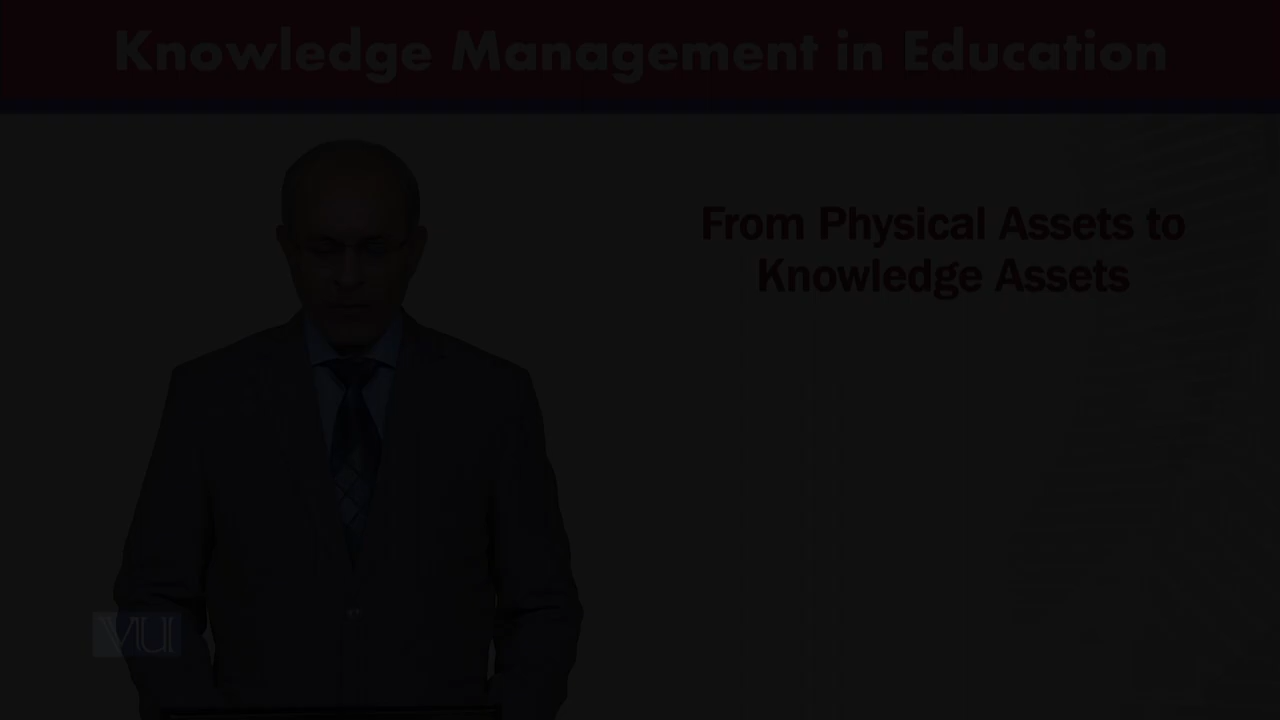 Knowledge Management in Education
From Physical Assets to
Knowledge Assets
VU